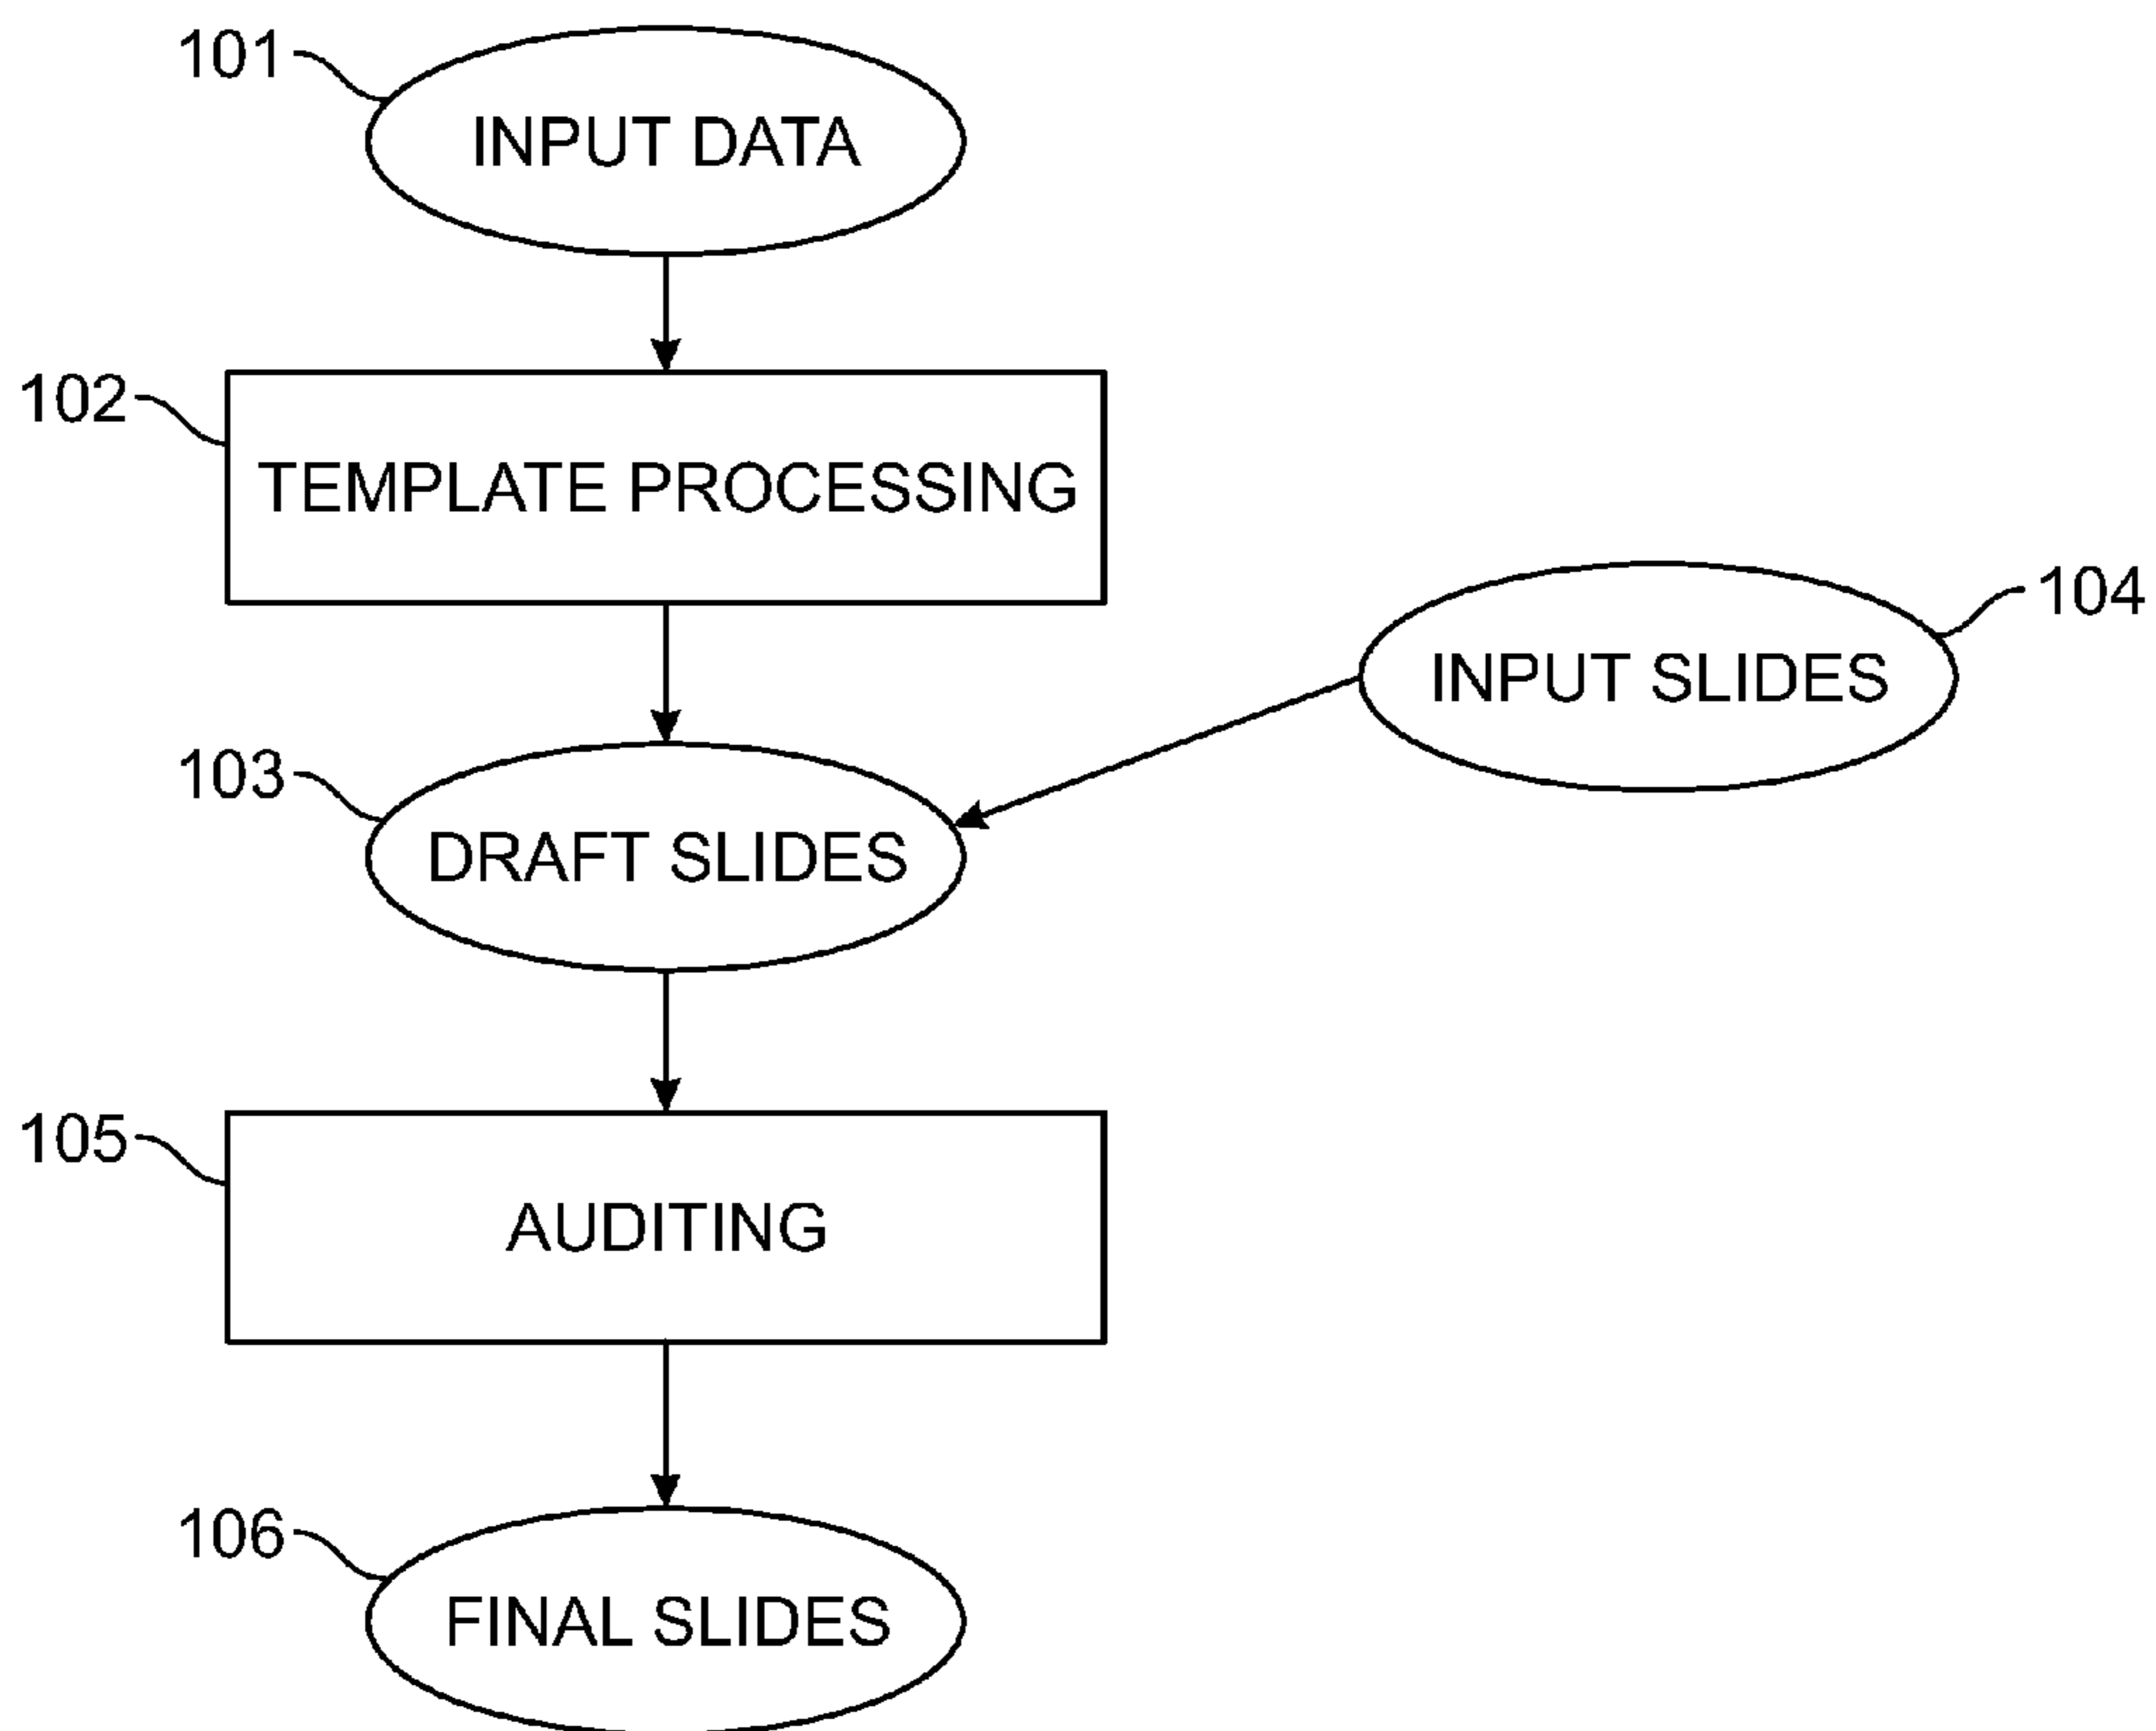 101
INPUT DATA
102
TEMPLATE PROCESSING
104
INPUT SLIDES
103
DRAFT SLIDES
105
AUDITING
106
FINAL SLIDES